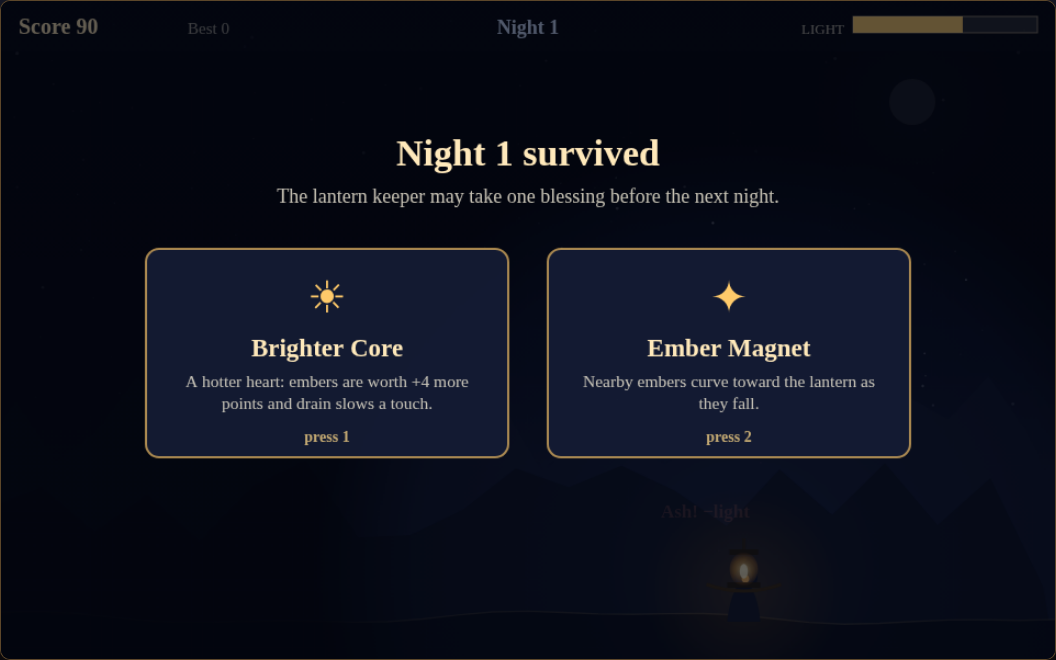 Score 90 Best 0 Night 1 LIGHT
Night 1 survived
The lantern keeper may take one blessing before the next night.
Brighter Core
A hotter heart: embers are worth +4 more
points and drain slows a touch.
press 1
Ember Magnet
Nearby embers curve toward the lantern as
they fall.
press 2
Ash! −light